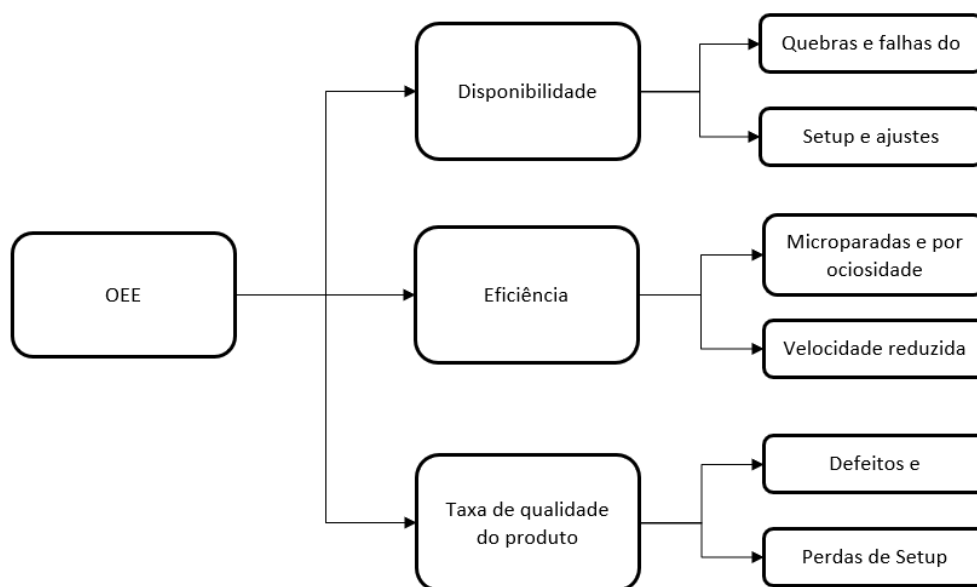 OEE
Disponibilidade
Quebras e falhas do
Setup e ajustes
Eficiência
Microparadas e por
ociosidade
Velocidade reduzida
Taxa de qualidade
do produto
Defeitos e
Perdas de Setup